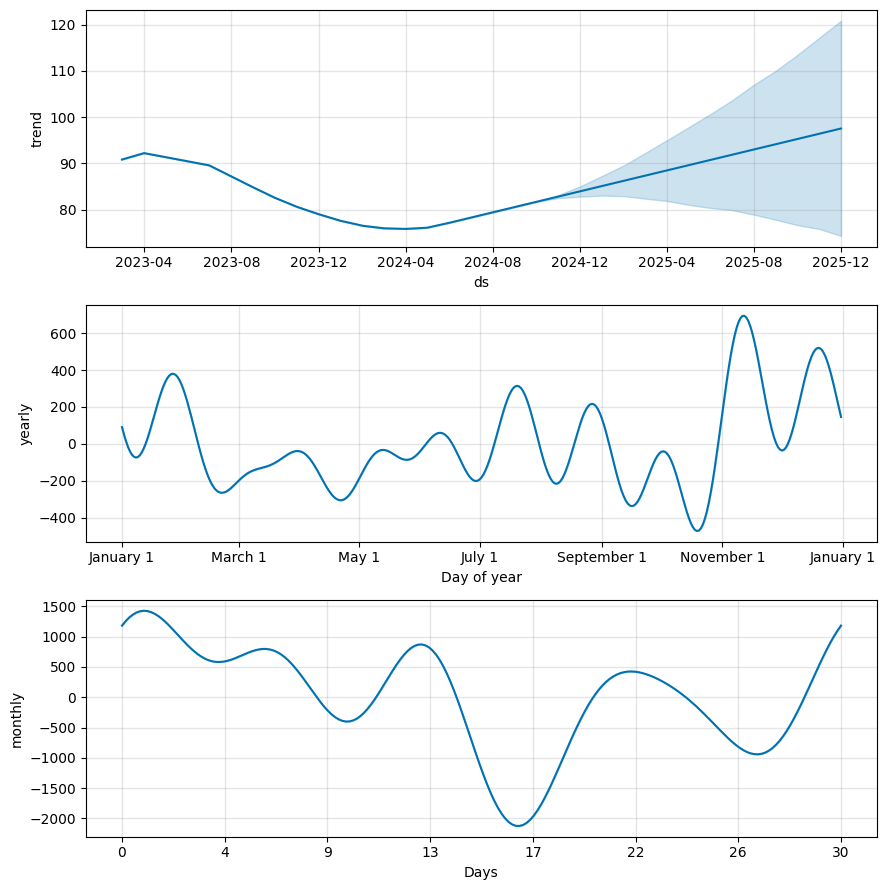 120
110
100
90
80
trend
2023-04 2023-08 2023-12 2024-04 2024-08 2024-12 2025-04 2025-08 2025-12
ds
600
400
200
0
−200
−400
yearly
January 1 March 1 May 1 July 1 September 1 November 1 January 1
Day of year
1500
1000
500
0
−500
−1000
−1500
−2000
monthly
0 4 9 13 17 22 26 30
Days